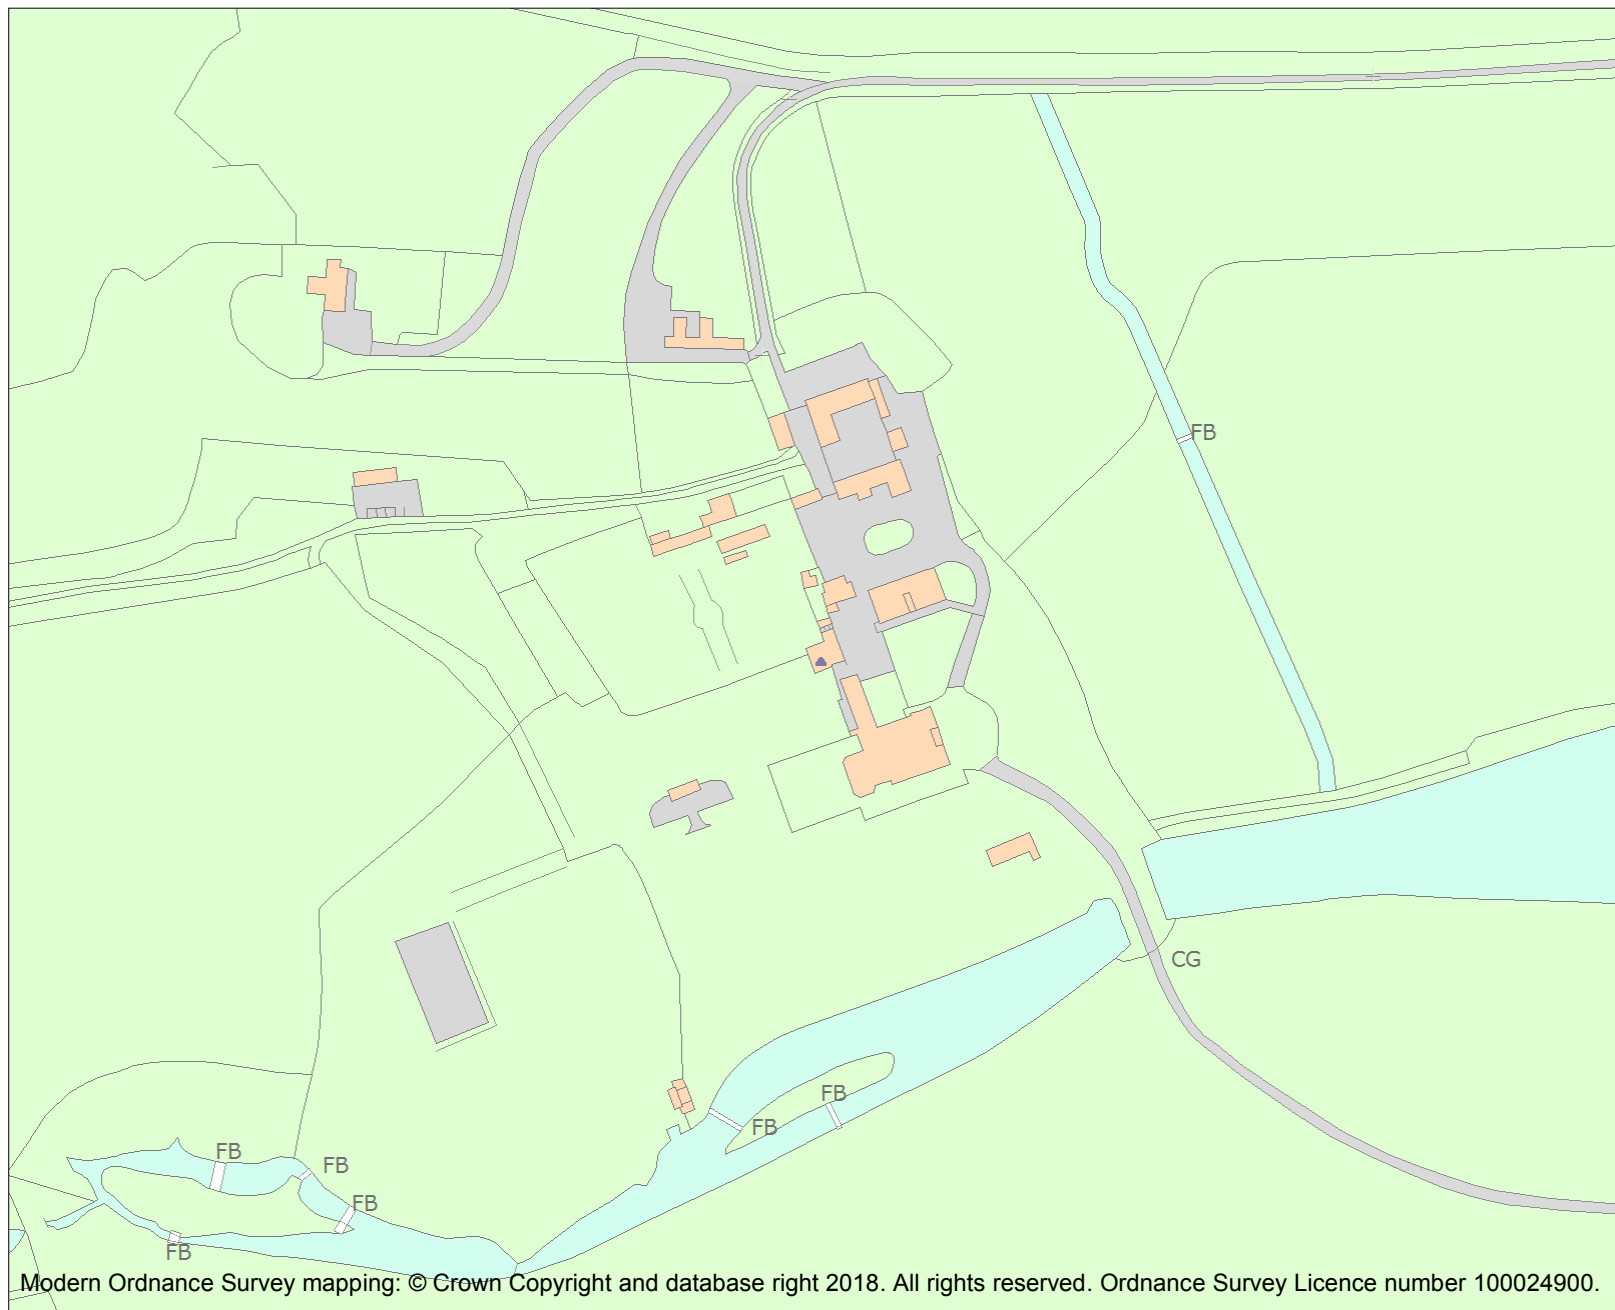 FB
CG
FB
FB
FB
FB
FB
FB
Modern Ordnance Survey mapping: © Crown Copyright and database right 2018. All rights reserved. Ordnance Survey Licence number 100024900.